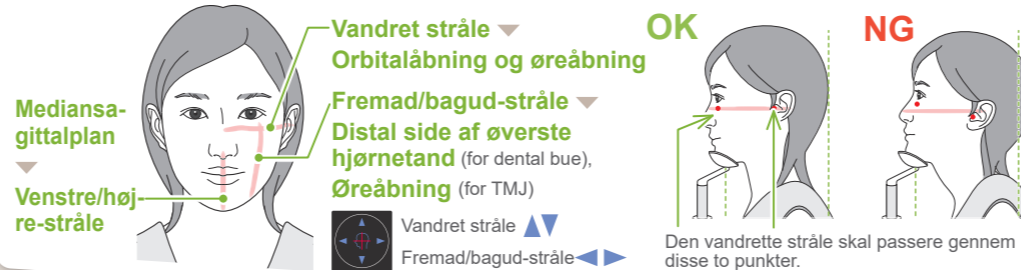 Mediansa-
gittalplan
Venstre/høj-
re-stråle
Vandret stråle
Orbitalåbning og øreåbning
Fremad/bagud-stråle
Distal side af øverste
hjørnetand (for dental bue),
Øreåbning (for TMJ)
Vandret stråle
Fremad/bagud-stråle
OK
NG
Den vandrette stråle skal passere gennem
disse to punkter.